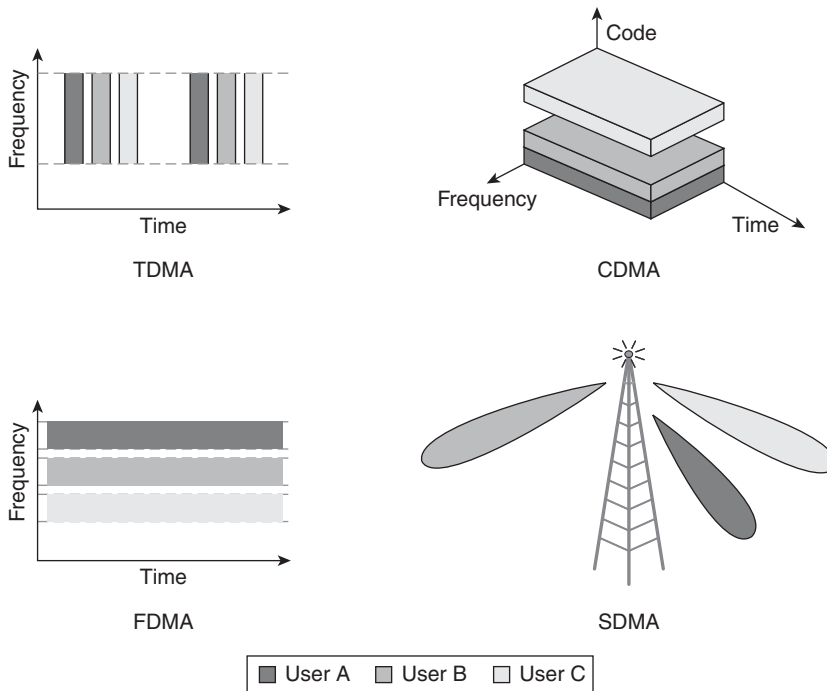 Frequency
Time
TDMA
Code
Frequency
Time
CDMA
Frequency
Time
FDMA
SDMA
User A User B User C